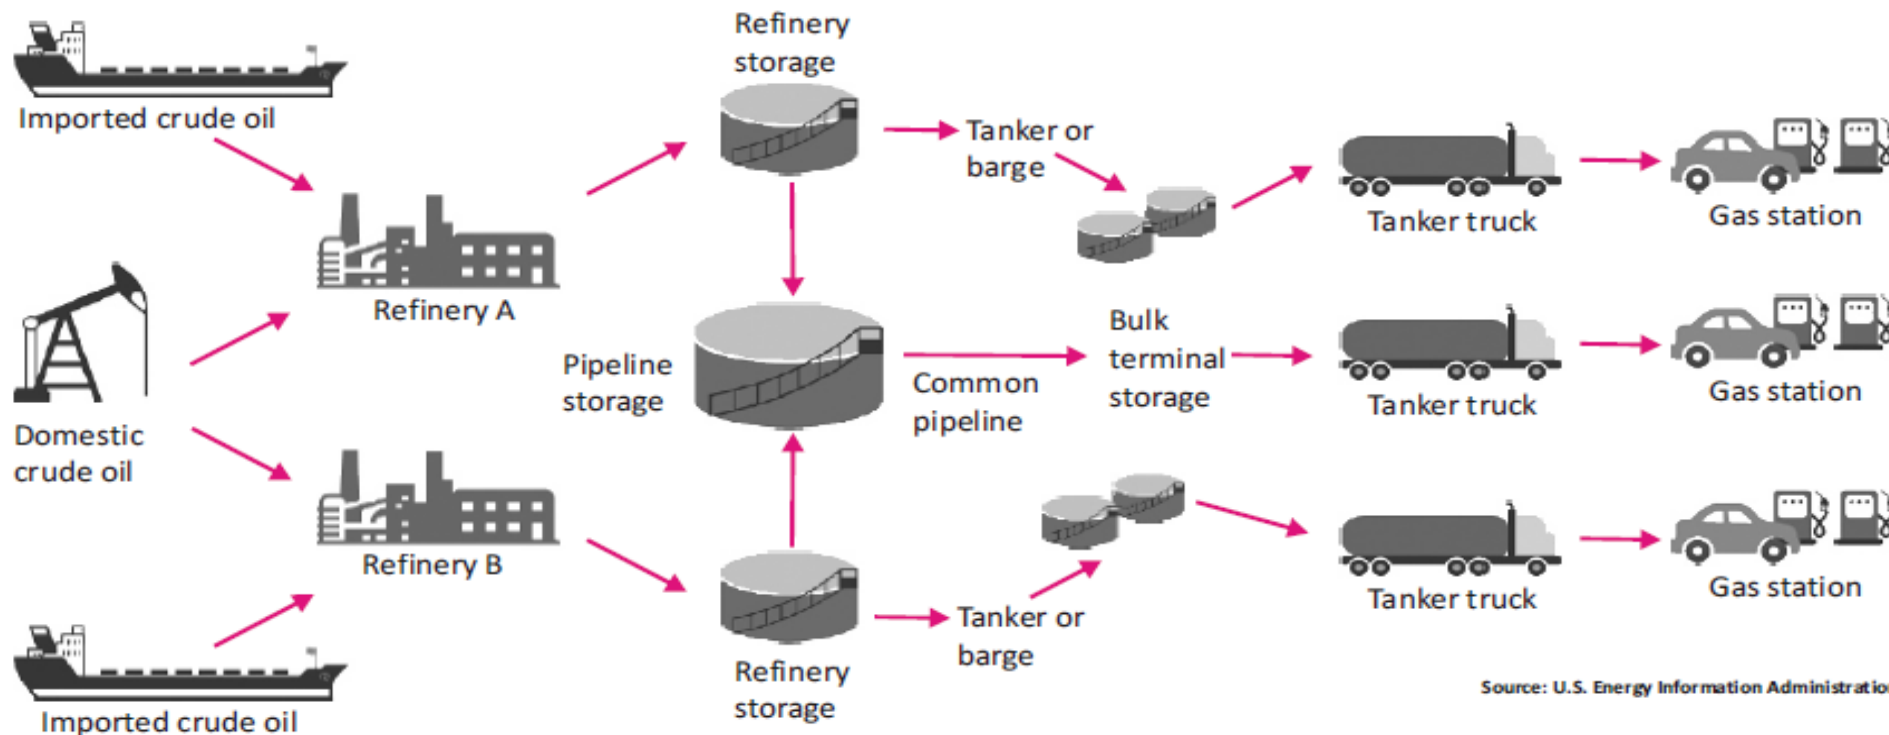 Refinery
storage
Imported crude oil
Tanker or
barge
Tanker truck
Gas station
Refinery A
Pipeline
storage
Common
pipeline
Bulk
terminal
storage
Tanker truck
Gas station
Domestic
crude oil
Refinery B
Tanker truck
Gas station
Tanker or
barge
Refinery
storage
Imported crude oil
Source: U.S. Energy Information Administration